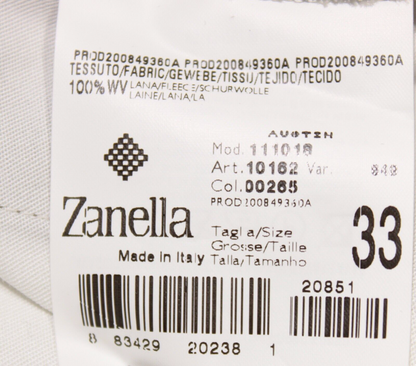 PROD200849360A PROD200849360A PROD200849360A
TESSUTO/FABRIC/GEWEBE/TISSU/TEJIDO/TECIDO
100%WV LANA/FLEECE/SCHURWOLLE
LAINE/LANA/LA
AUSTIN
Mod. 111018
Art. 10162 Var. 949
Col. 00265
PROD200849360A
Zanella
Tagla/Size
Grosse/Taille
Talla/Tamanho
33
Made in Italy
20851
8 83429 20238 1